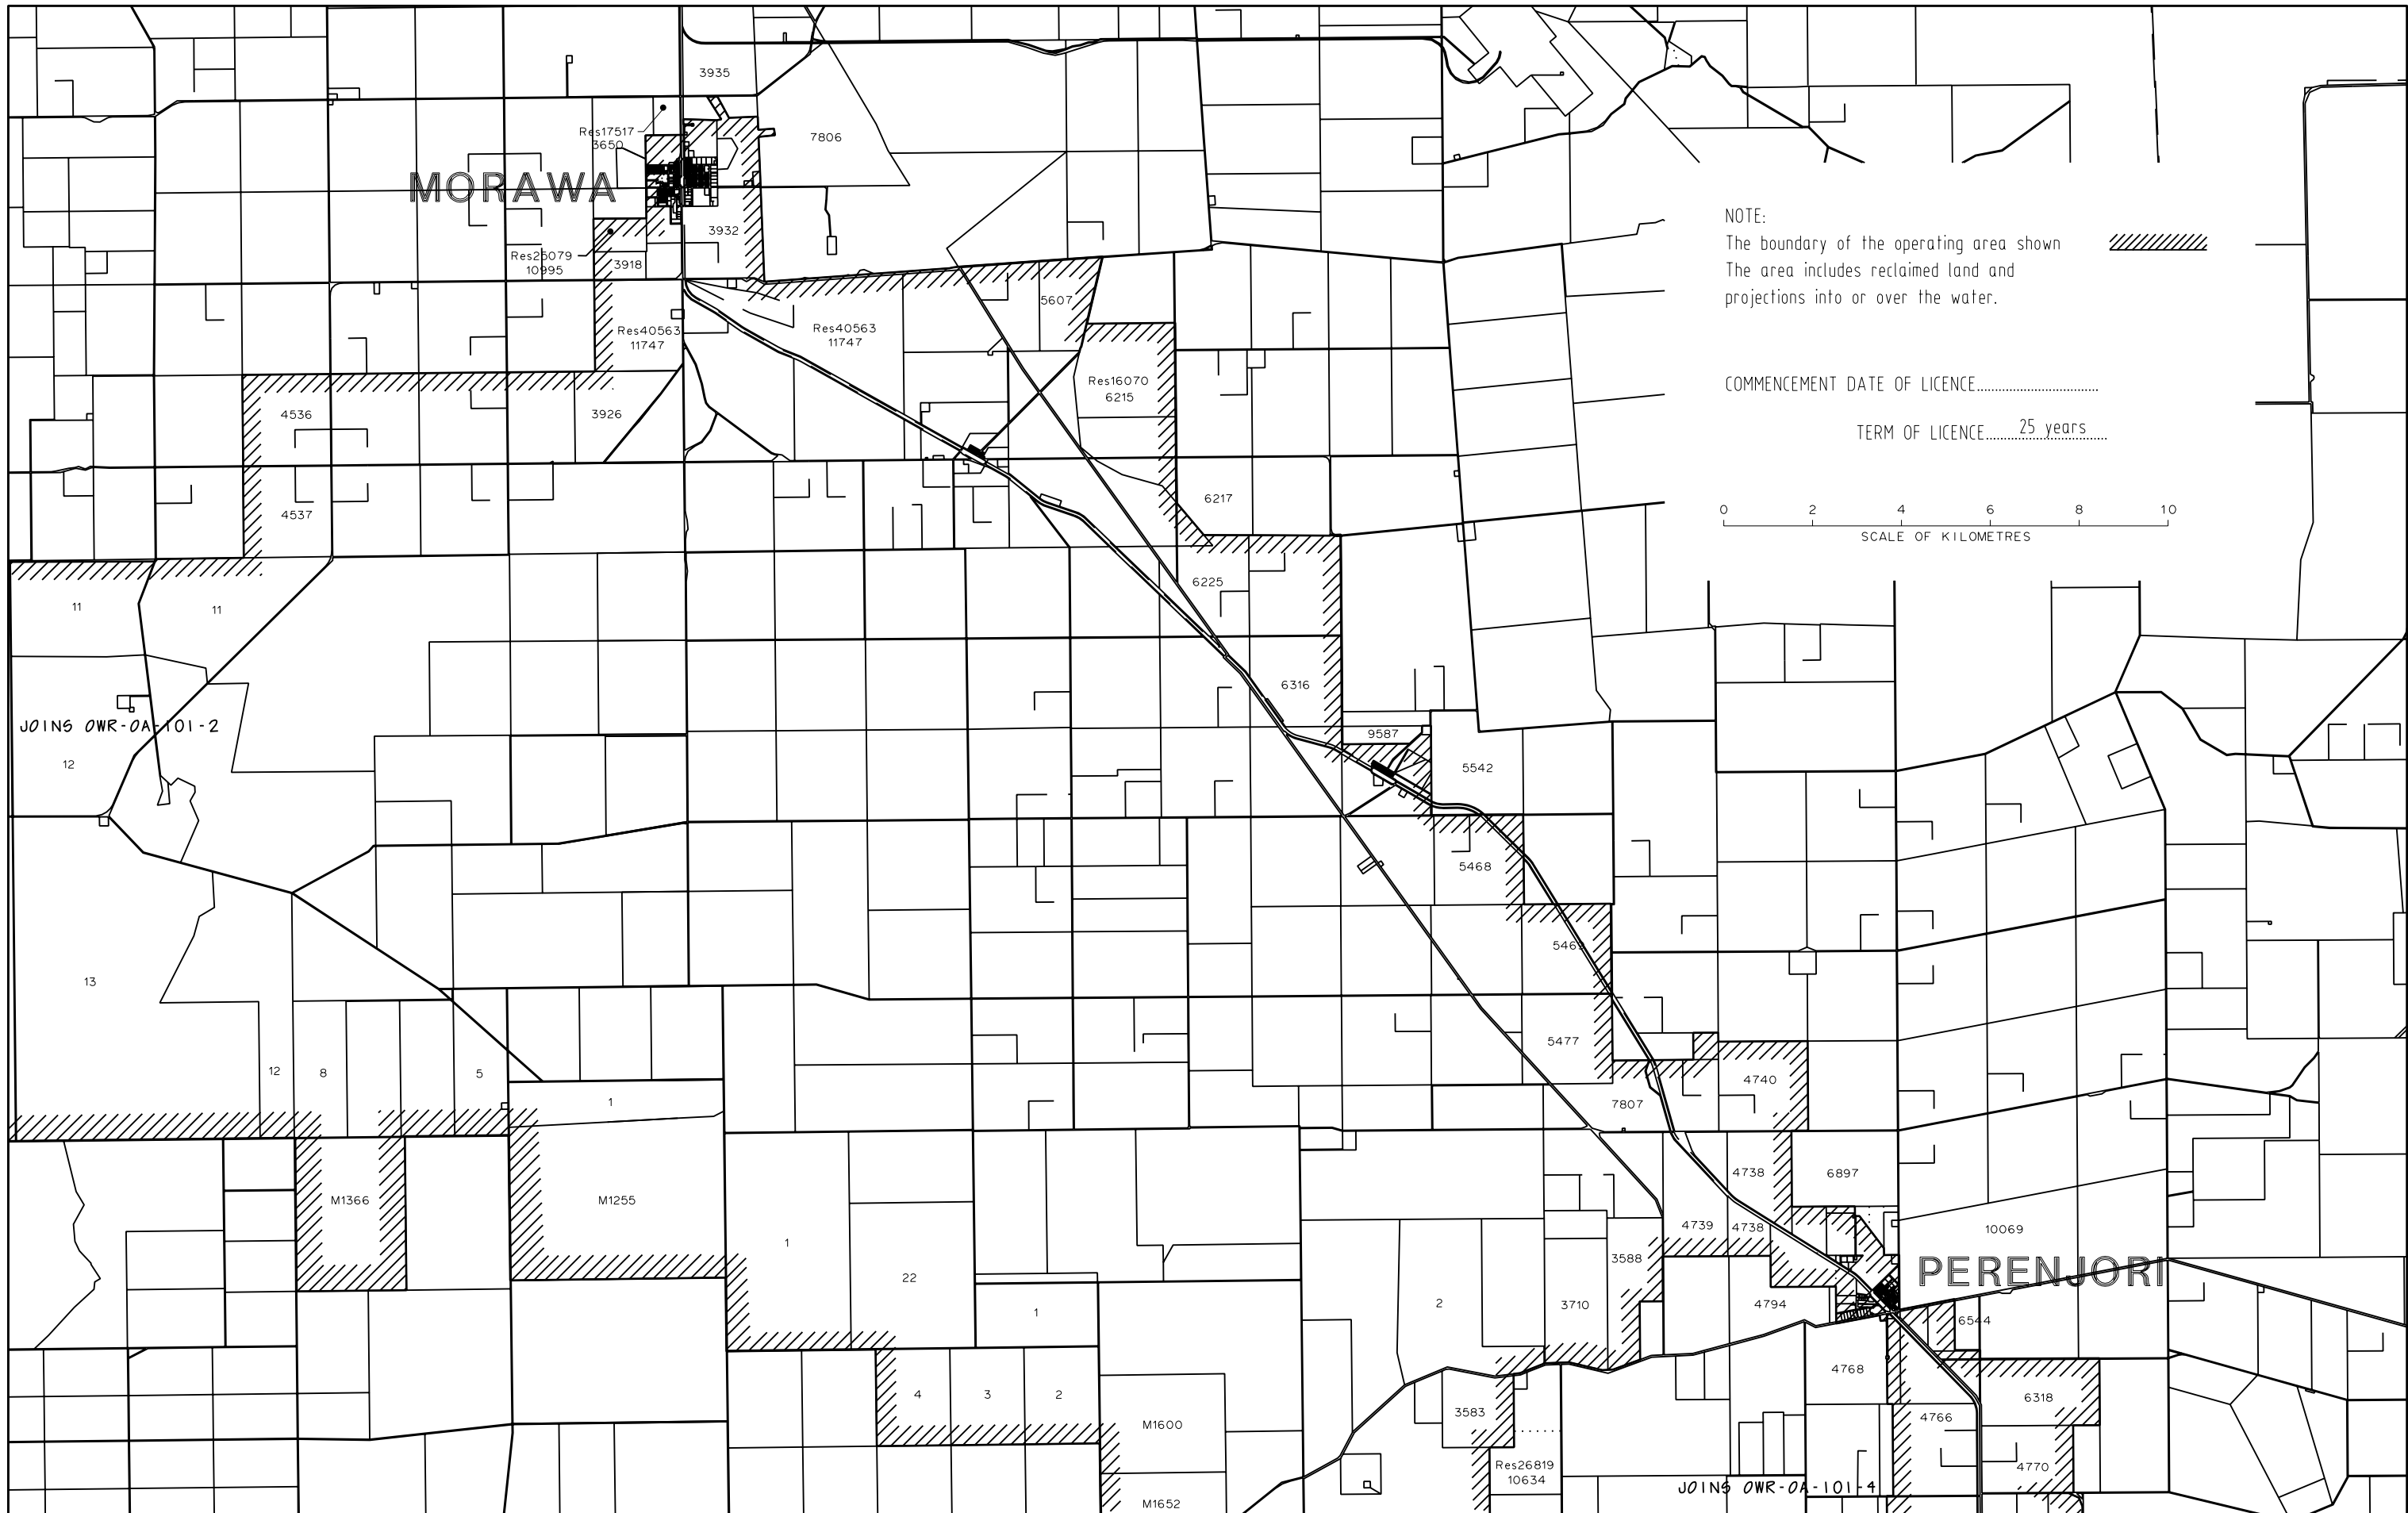 3935
Res17517
3650
7806
MORAWA
3932
Res25079
10995
3918
5607
Res40563
11747
Res40563
11747
Res16070
6215
4536
3926
6217
4537
NOTE:
The boundary of the operating area shown
The area includes reclaimed land and
projections into or over the water.
COMMENCEMENT DATE OF LICENCE..............................
TERM OF LICENCE.........25 years.........
0 2 4 6 8 10
SCALE OF KILOMETRES
6225
11
11
6316
JOINS OWR-OA-101-2
9587
12
5542
5468
5469
13
5477
12
8
5
4740
1
7807
4738
6897
M1366
M1255
4739
4738
10069
1
3588
22
PERENJORI
1
2
3710
4794
6544
4768
4
3
2
3583
6318
M1600
4766
Res26819
10634
4770
JOINS OWR-OA-101-4
M1652